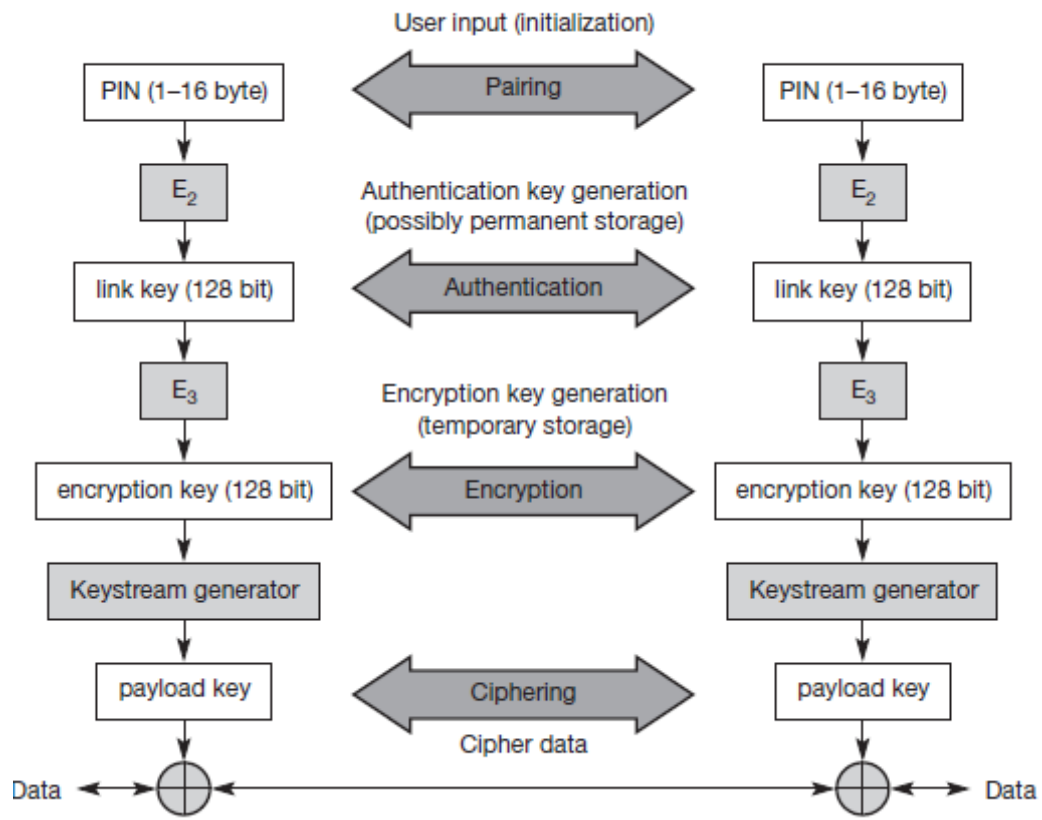 User input (initialization)
PIN (1–16 byte)
Pairing
PIN (1–16 byte)
E2
Authentication key generation
(possibly permanent storage)
E2
link key (128 bit)
Authentication
link key (128 bit)
E3
Encryption key generation
(temporary storage)
E3
encryption key (128 bit)
Encryption
encryption key (128 bit)
Keystream generator
Keystream generator
payload key
Ciphering
payload key
Cipher data
Data
Data